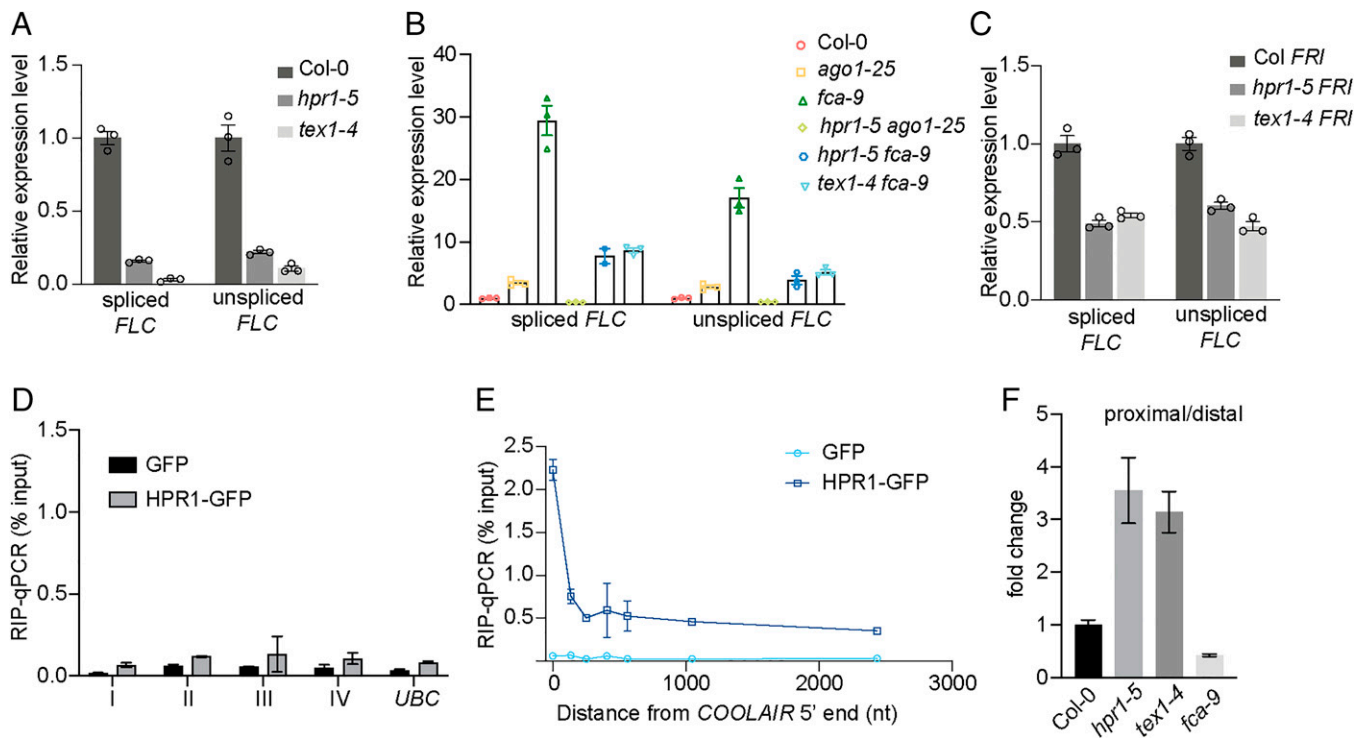 A
Relative expression level
1.5
1.0
0.5
0.0
Col-0
hpr1-5
tex1-4
spliced FLC
unspliced FLC
B
Relative expression level
40
30
20
10
0
Col-0
ago1-25
fca-9
hpr1-5 ago1-25
hpr1-5 fca-9
tex1-4 fca-9
spliced FLC
unspliced FLC
C
Relative expression level
1.5
1.0
0.5
1.0
Col FRI
hpr1-5 FRI
tex1-4 FRI
spliced FLC
unspliced FLC
D
RIP-qPCR (% input)
1.5
1.0
0.5
0.0
GFP
HPR1-GFP
I II III IV UBC
E
RIP-qPCR (% input)
2.5
2.0
1.5
1.0
0.5
GFP
HPR1-GFP
0 1000 2000 3000
Distance from COOLAIR 5' end (nt)
F
fold change
5
4
3
2
1
0
proximal/distal
Col-0 hpr1-5 tex1-4 fca-9